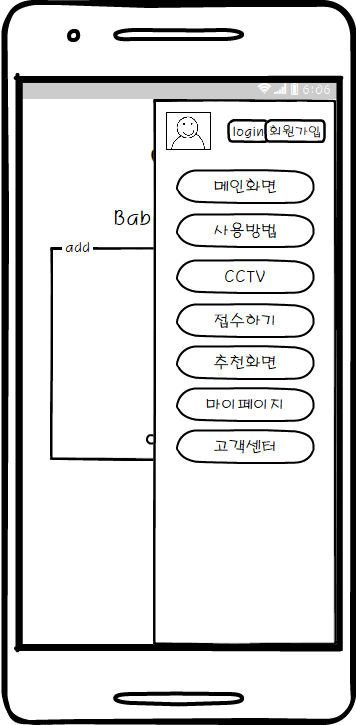 6:06
login 회원가입
메인화면
Bab
사용방법
add
CCTV
접수하기
추천화면
마이페이지
고객센터